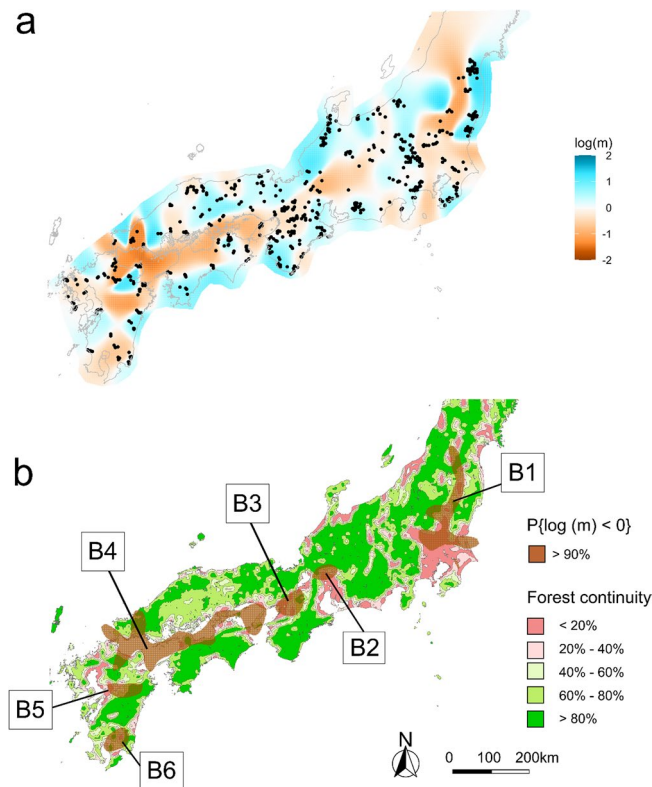 a
log(m)
2
1
0
-1
-2
b
B1
B3
P{log (m) < 0}
B4
> 90%
Forest continuity
< 20%
B2
20% - 40%
40% - 60%
B5
60% - 80%
> 80%
B6
N
0 100 200km